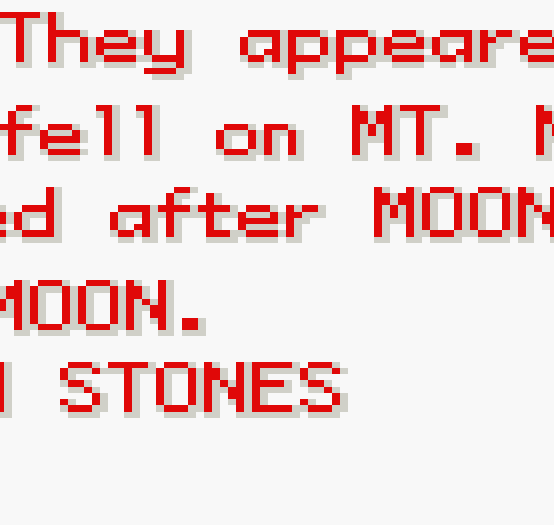 They appeare
fell on MT.
ed after MOON
MOON.
STONES